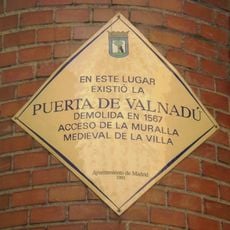 EN ESTE LUGAR
EXISTIÓ LA
PUERTA DE VALNADÚ
DEMOLIDA EN 1567
ACCESO DE LA MURALLA
MEDIEVAL DE LA VILLA
Ayuntamiento de Madrid
1991